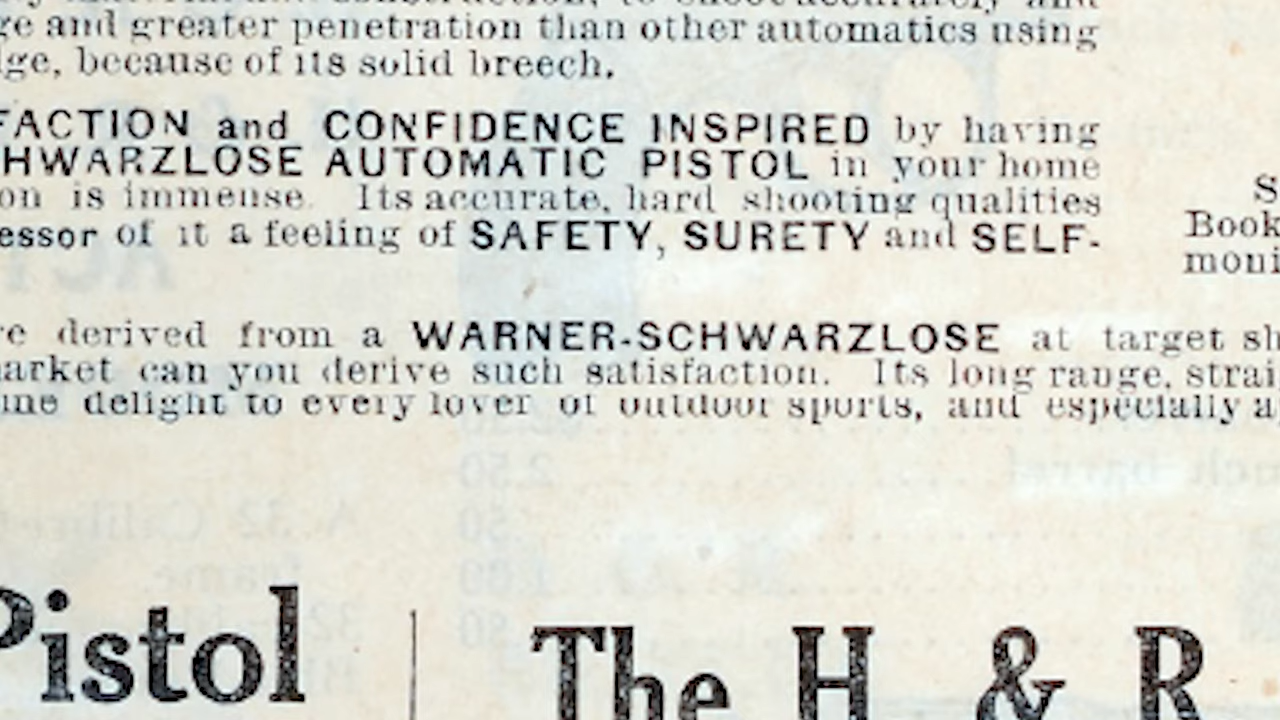 ge and greater penetration than other automatics using
dge, because of its solid breech.
FACTION and CONFIDENCE INSPIRED by having
HWARZLOSE AUTOMATIC PISTOL in your home
on is immense. Its accurate, hard shooting qualities
essor of it a feeling of SAFETY, SURETY and SELF-
S
Book
moni
re derived from a WARNER-SCHWARZLOSE at target sh
arket can you derive such satisfaction. Its long range, strai
ine delight to every lover of outdoor sports, and especially a
Pistol
The H & R